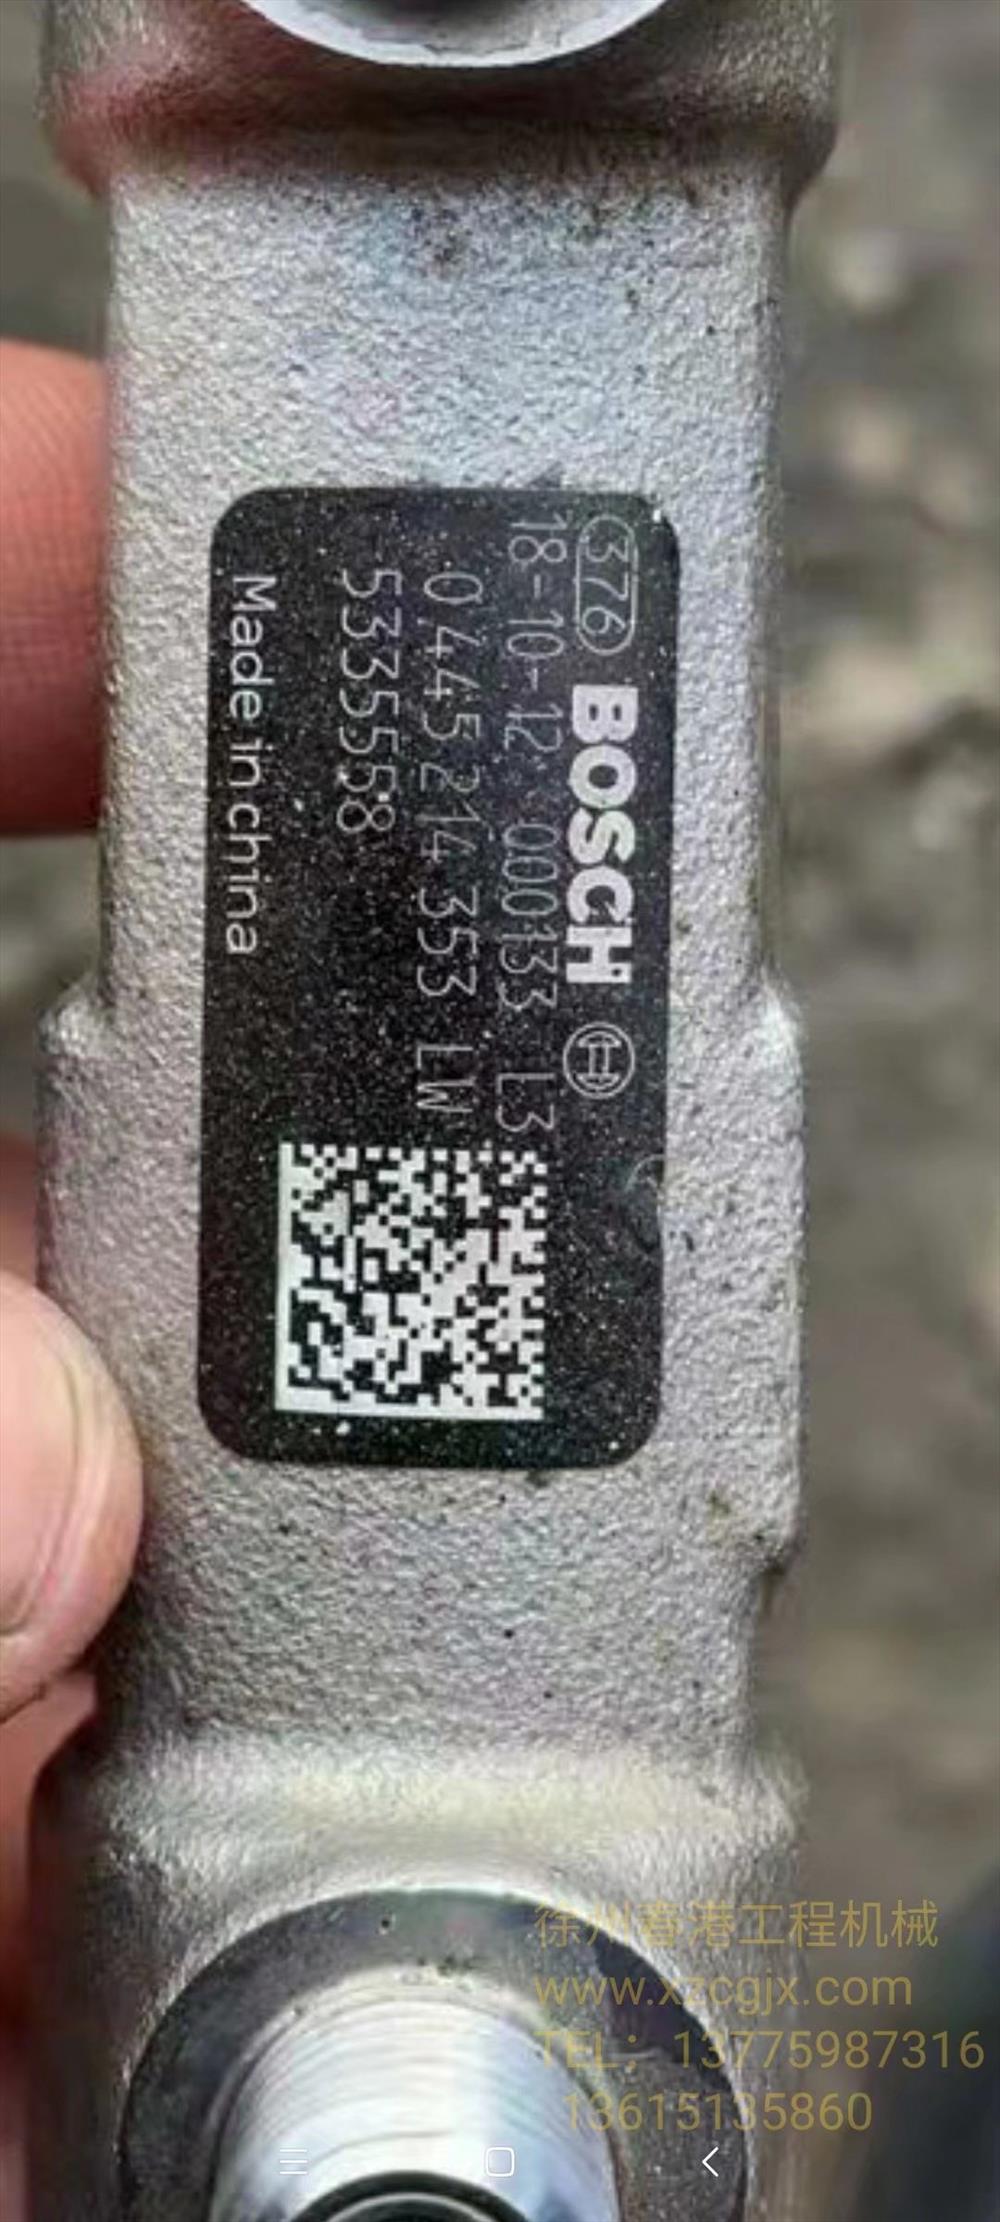 376 BOSCH
18-10-12 000133 L3
0 445 214 353 LW
5335558
Made in china
徐州春港工程机械
www.xzcgjx.com
TEL：13775987316
13615135860